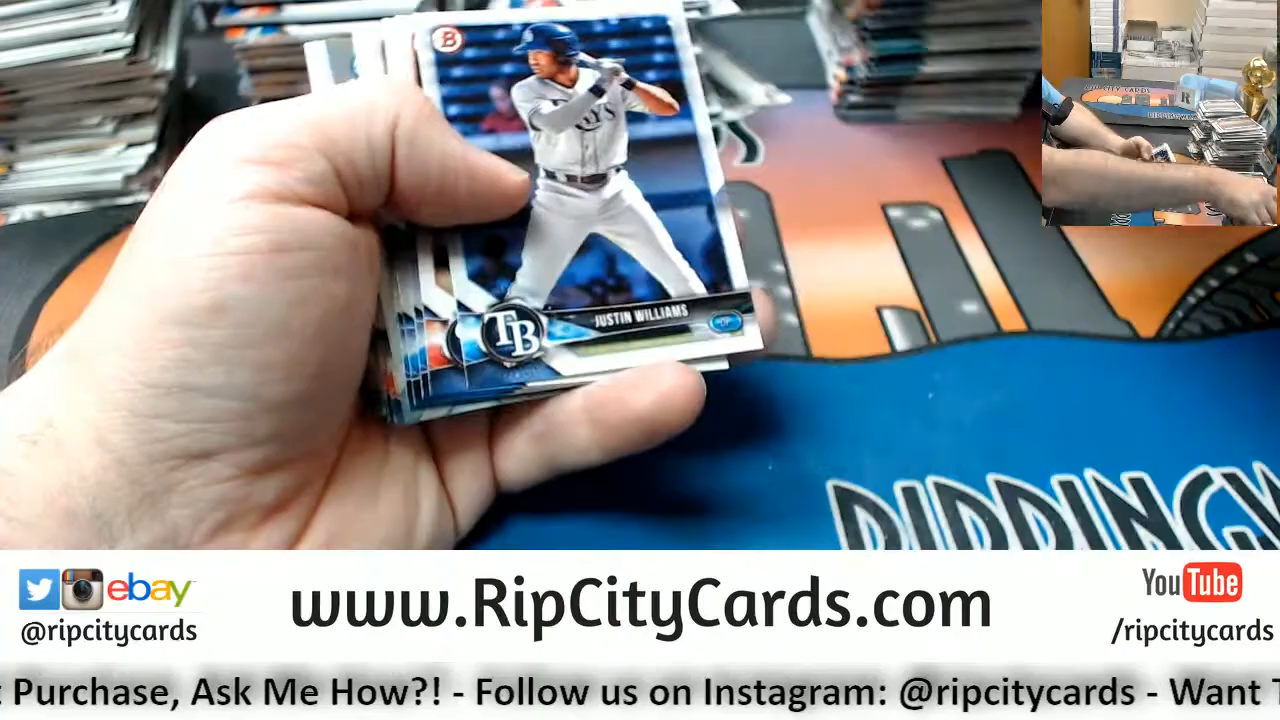 B
RAYS
TB
JUSTIN WILLIAMS
OF
RIPPINGW
ebay
@ripcitycards
www.RipCityCards.com
YouTube
/ripcitycards
Purchase, Ask Me How?! - Follow us on Instagram: @ripcitycards - Want T